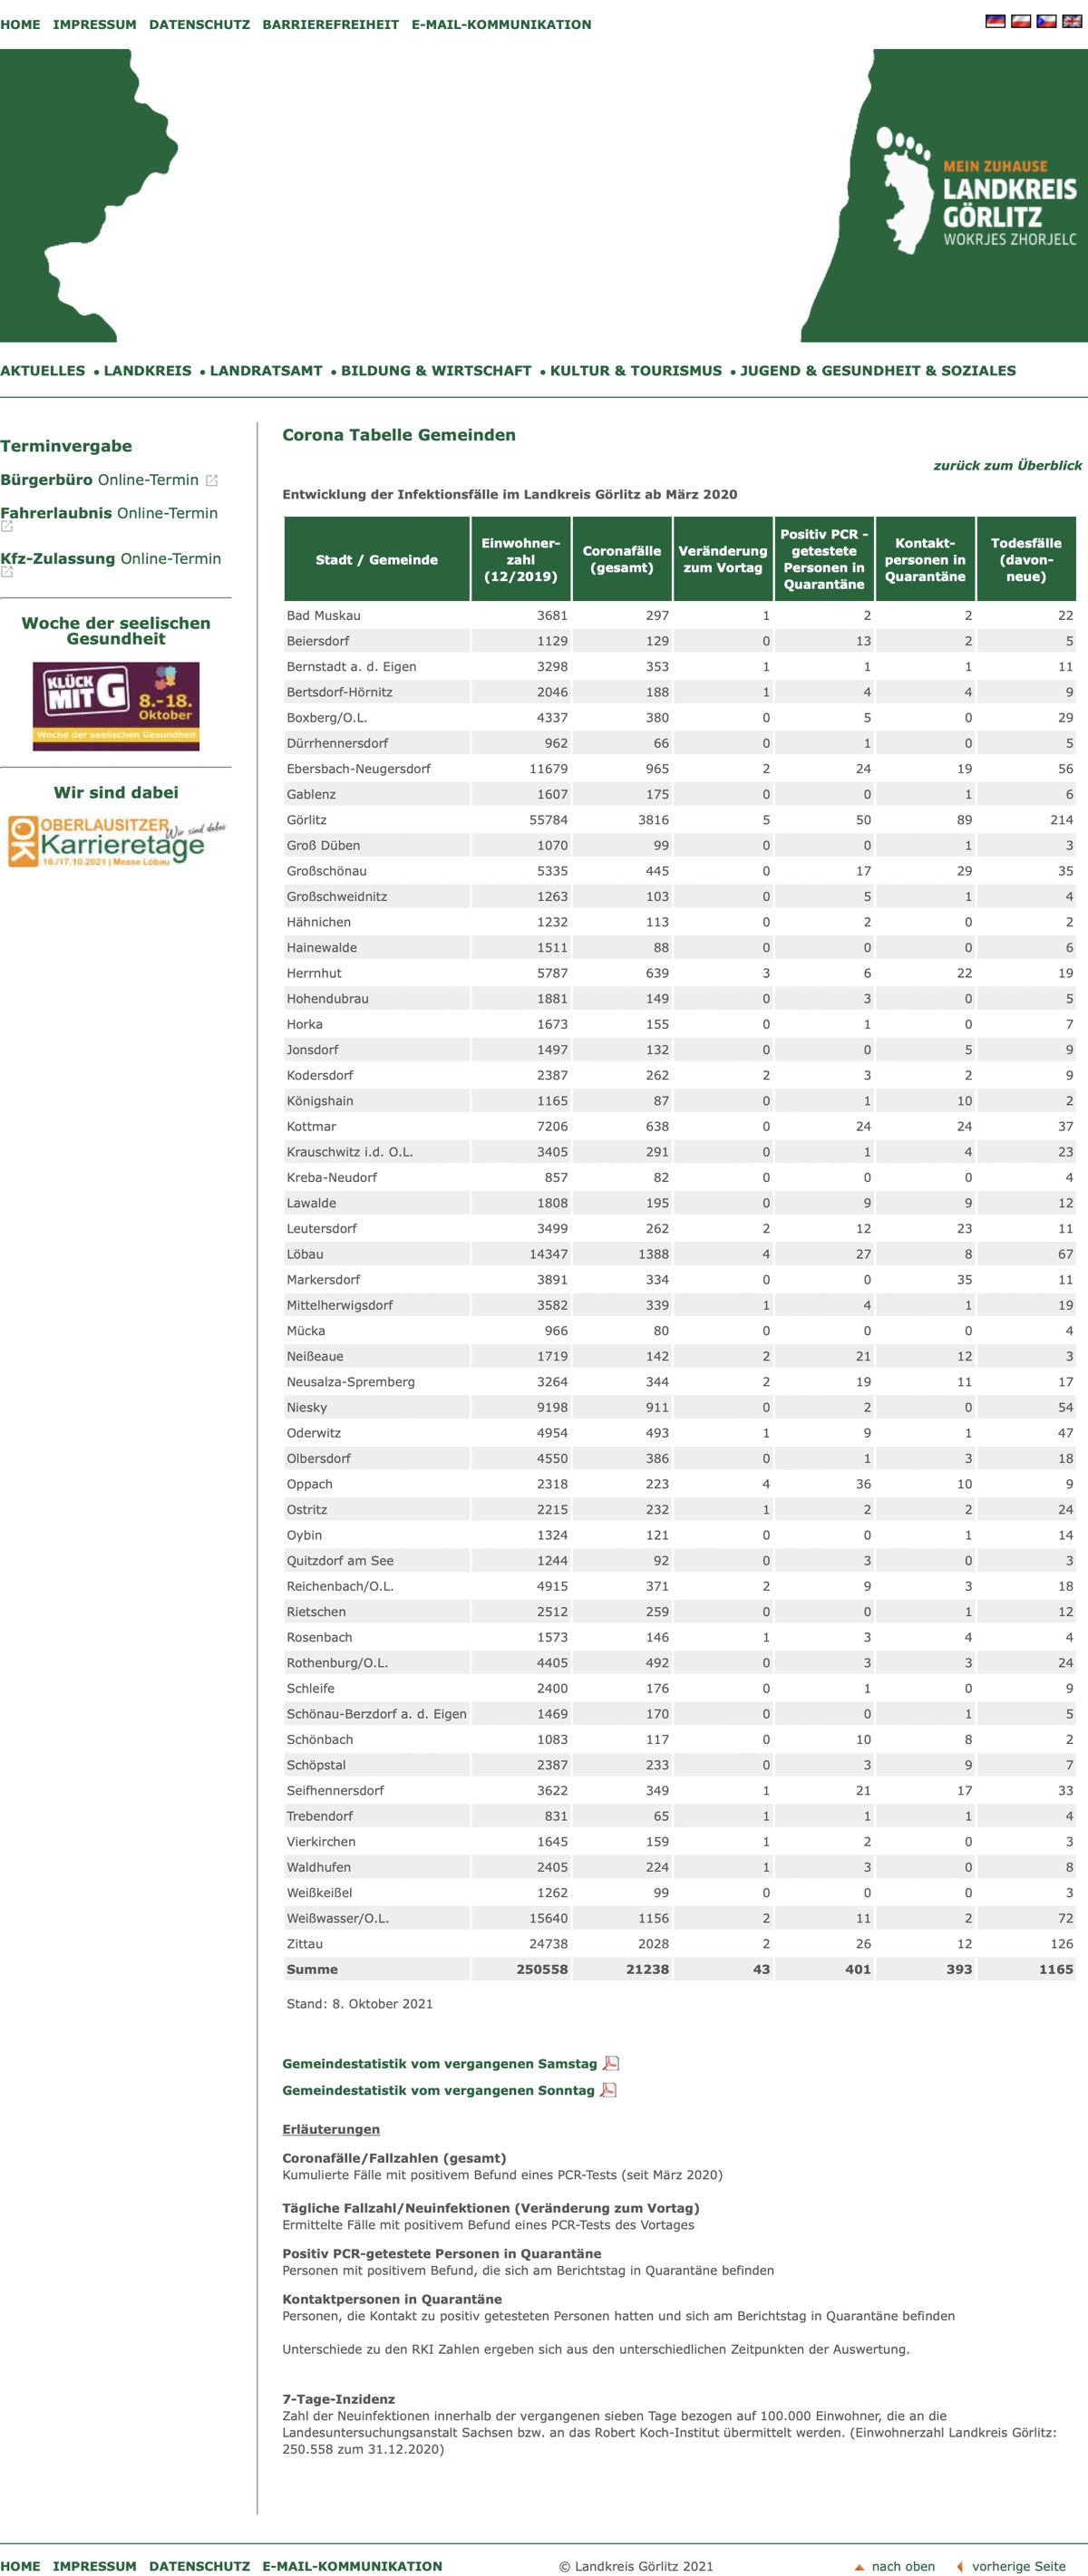 HOME IMPRESSUM DATENSCHUTZ BARRIEREFREIHEIT E-MAIL-KOMMUNIKATION
MEIN ZUHAUSE
LANDKREIS
GÖRLITZ
WOKRJES ZHORJELC
AKTUELLES • LANDKREIS • LANDRATSAMT • BILDUNG & WIRTSCHAFT • KULTUR & TOURISMUS • JUGEND & GESUNDHEIT & SOZIALES
Terminvergabe
Bürgerbüro Online-Termin
Fahrerlaubnis Online-Termin
Kfz-Zulassung Online-Termin
Woche der seelischen
Gesundheit
KLÜCK
MIT G
8.-18.
Oktober
Woche der seelischen Gesundheit
Wir sind dabei
OK OBERLAUSITZER
Karrieretage
Wir sind dabei
16./17.10.2021 | Messe Löbau
Corona Tabelle Gemeinden
zurück zum Überblick
Entwicklung der Infektionsfälle im Landkreis Görlitz ab März 2020
Stadt / Gemeinde Einwohner-zahl (12/2019) Coronafälle (gesamt) Veränderung zum Vortag Positiv PCR - getestete Personen in Quarantäne Kontakt-personen in Quarantäne Todesfälle (davon-neue)
Bad Muskau 3681 297 1 2 2 22
Beiersdorf 1129 129 0 13 2 5
Bernstadt a. d. Eigen 3298 353 1 1 1 11
Bertsdorf-Hörnitz 2046 188 1 4 4 9
Boxberg/O.L. 4337 380 0 5 0 29
Dürrhennersdorf 962 66 0 1 0 5
Ebersbach-Neugersdorf 11679 965 2 24 19 56
Gablenz 1607 175 0 0 1 6
Görlitz 55784 3816 5 50 89 214
Groß Düben 1070 99 0 0 1 3
Großschönau 5335 445 0 17 29 35
Großschweidnitz 1263 103 0 5 1 4
Hähnichen 1232 113 0 2 0 2
Hainewalde 1511 88 0 0 0 6
Herrnhut 5787 639 3 6 22 19
Hohendubrau 1881 149 0 3 0 5
Horka 1673 155 0 1 0 7
Jonsdorf 1497 132 0 0 5 9
Kodersdorf 2387 262 2 3 2 9
Königshain 1165 87 0 1 10 2
Kottmar 7206 638 0 24 24 37
Krauschwitz i.d. O.L. 3405 291 0 1 4 23
Kreba-Neudorf 857 82 0 0 0 4
Lawalde 1808 195 0 9 9 12
Leutersdorf 3499 262 2 12 23 11
Löbau 14347 1388 4 27 8 67
Markersdorf 3891 334 0 0 35 11
Mittelherwigsdorf 3582 339 1 4 1 19
Mücka 966 80 0 0 0 4
Neißeaue 1719 142 2 21 12 3
Neusalza-Spremberg 3264 344 2 19 11 17
Niesky 9198 911 0 2 0 54
Oderwitz 4954 493 1 9 1 47
Olbersdorf 4550 386 0 1 3 18
Oppach 2318 223 4 36 10 9
Ostritz 2215 232 1 2 2 24
Oybin 1324 121 0 0 1 14
Quitzdorf am See 1244 92 0 3 0 3
Reichenbach/O.L. 4915 371 2 9 3 18
Rietschen 2512 259 0 0 1 12
Rosenbach 1573 146 1 3 4 4
Rothenburg/O.L. 4405 492 0 3 3 24
Schleife 2400 176 0 1 0 9
Schönau-Berzdorf a. d. Eigen 1469 170 0 0 1 5
Schönbach 1083 117 0 10 8 2
Schöpstal 2387 233 0 3 9 7
Seifhennersdorf 3622 349 1 21 17 33
Trebendorf 831 65 1 1 1 4
Vierkirchen 1645 159 1 2 0 3
Waldhufen 2405 224 1 3 0 8
Weißkeißel 1262 99 0 0 0 3
Weißwasser/O.L. 15640 1156 2 11 2 72
Zittau 24738 2028 2 26 12 126
Summe 250558 21238 43 401 393 1165
Stand: 8. Oktober 2021
Gemeindestatistik vom vergangenen Samstag
Gemeindestatistik vom vergangenen Sonntag
Erläuterungen
Coronafälle/Fallzahlen (gesamt)
Kumulierte Fälle mit positivem Befund eines PCR-Tests (seit März 2020)
Tägliche Fallzahl/Neuinfektionen (Veränderung zum Vortag)
Ermittelte Fälle mit positivem Befund eines PCR-Tests des Vortages
Positiv PCR-getestete Personen in Quarantäne
Personen mit positivem Befund, die sich am Berichtstag in Quarantäne befinden
Kontaktpersonen in Quarantäne
Personen, die Kontakt zu positiv getesteten Personen hatten und sich am Berichtstag in Quarantäne befinden
Unterschiede zu den RKI Zahlen ergeben sich aus den unterschiedlichen Zeitpunkten der Auswertung.
7-Tage-Inzidenz
Zahl der Neuinfektionen innerhalb der vergangenen sieben Tage bezogen auf 100.000 Einwohner, die an die
Landesuntersuchungsanstalt Sachsen bzw. an das Robert Koch-Institut übermittelt werden. (Einwohnerzahl Landkreis Görlitz:
250.558 zum 31.12.2020)
HOME IMPRESSUM DATENSCHUTZ E-MAIL-KOMMUNIKATION © Landkreis Görlitz 2021 nach oben vorherige Seite